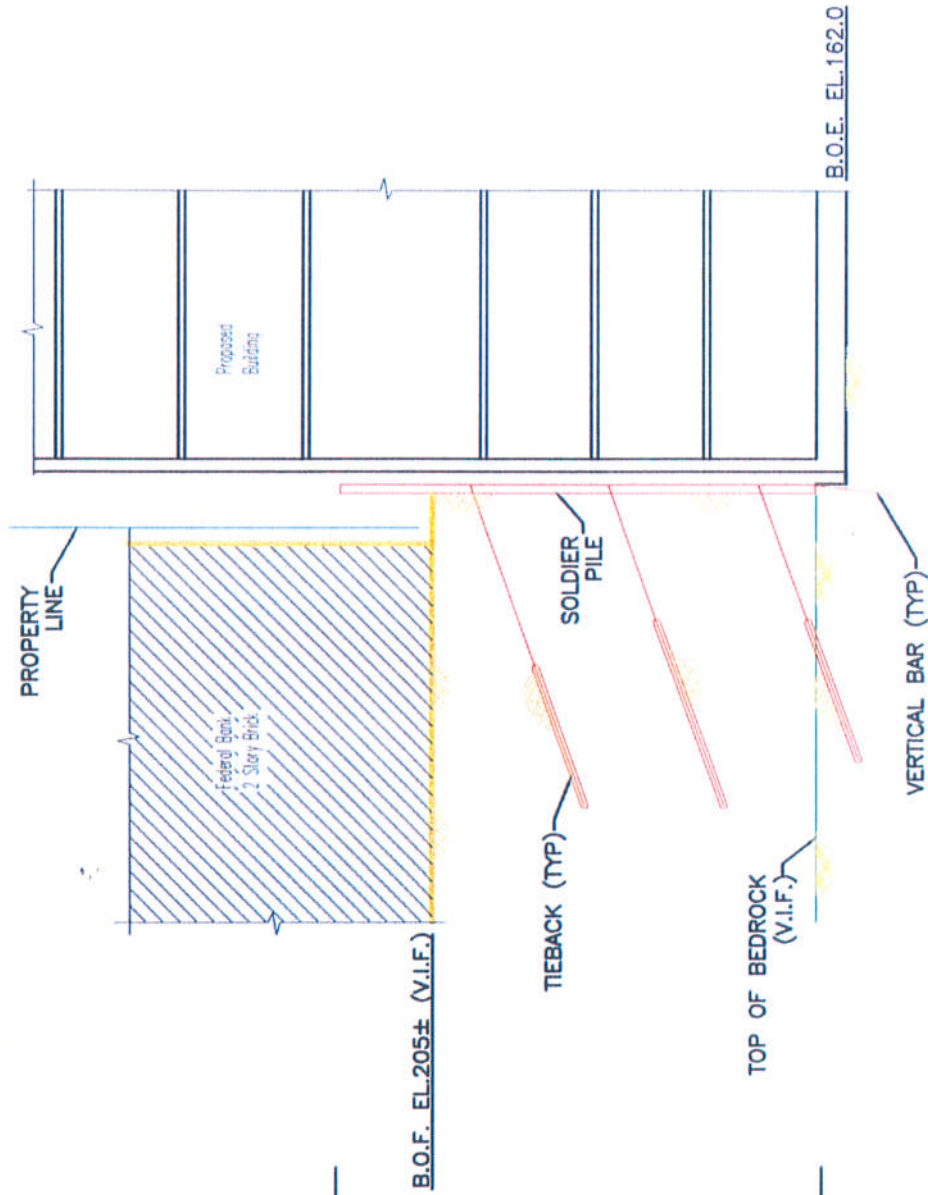 PROPERTY
LINE
Proposed
Building
Federal Bank
2 Story Brick
B.O.F. EL.205± (V.I.F.)
B.O.E. EL.162.0
SOLDIER
PILE
TIEBACK (TYP)
TOP OF BEDROCK
(V.I.F.)
VERTICAL BAR (TYP)